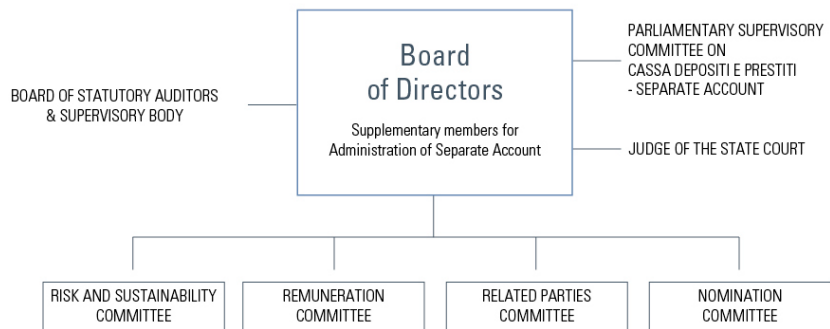 Board
of Directors
Supplementary members for
Administration of Separate Account
BOARD OF STATUTORY AUDITORS
& SUPERVISORY BODY
PARLIAMENTARY SUPERVISORY
COMMITTEE ON
CASSA DEPOSITI E PRESTITI
- SEPARATE ACCOUNT
JUDGE OF THE STATE COURT
RISK AND SUSTAINABILITY
COMMITTEE
REMUNERATION
COMMITTEE
RELATED PARTIES
COMMITTEE
NOMINATION
COMMITTEE